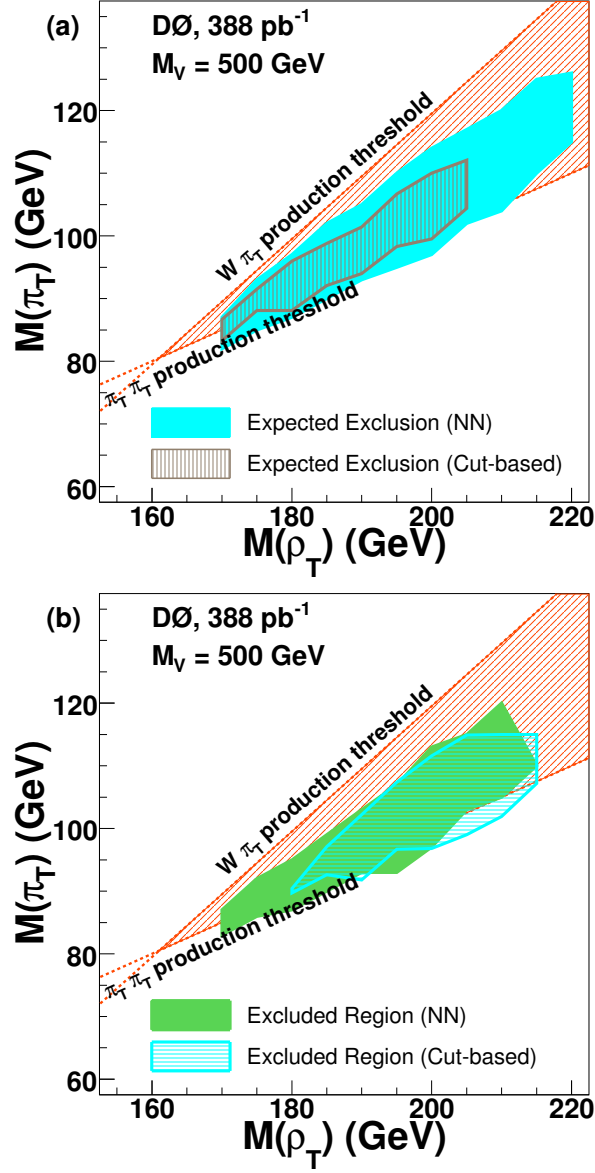 (a)
DØ, 388 pb⁻¹
M_V = 500 GeV
120
100
80
60
M(π_T) (GeV)
W π_T production threshold
π_T π_T production threshold
Expected Exclusion (NN)
Expected Exclusion (Cut-based)
160 180 200 220
M(ρ_T) (GeV)
(b)
DØ, 388 pb⁻¹
M_V = 500 GeV
120
100
80
60
M(π_T) (GeV)
W π_T production threshold
π_T π_T production threshold
Excluded Region (NN)
Excluded Region (Cut-based)
160 180 200 220
M(ρ_T) (GeV)